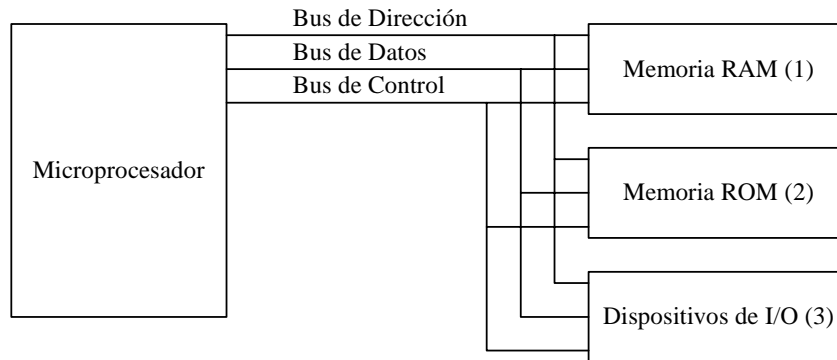 Bus de Dirección
Bus de Datos
Bus de Control
Microprocesador
Memoria RAM (1)
Memoria ROM (2)
Dispositivos de I/O (3)